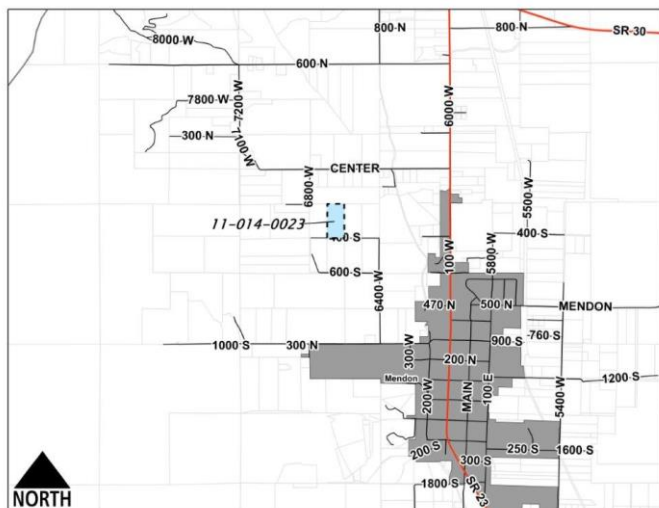 800 N
800 N
SR-30
8000 W
600 N
7800 W
7200 W
6000 W
300 N
7100 W
CENTER
6800 W
5500 W
11-014-0023
400 S
400 S
100 W
5800 W
600 S
6400 W
470 N
500 N
MENDON
760 S
1000 S
300 N
300 W
900 S
200 N
Mendon
200 W
MAIN
100 E
1200 S
5400 W
200 S
250 S
1600 S
300 S
1800 S
SR-23
NORTH